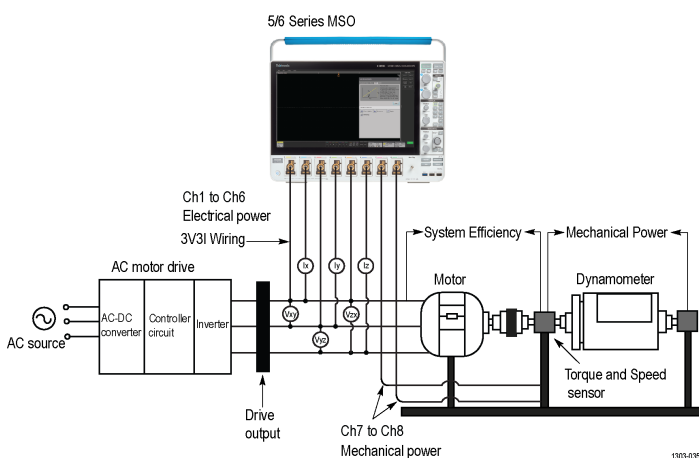 5/6 Series MSO
Tektronix
Ch1 to Ch6
Electrical power
3V3I Wiring
System Efficiency
Mechanical Power
Ix
Iy
Iz
AC motor drive
Motor
Dynamometer
AC-DC
converter
Controller
circuit
Inverter
Vxy
Vzx
Vyz
AC source
Torque and Speed
sensor
Drive
output
Ch7 to Ch8
Mechanical power
1303-035